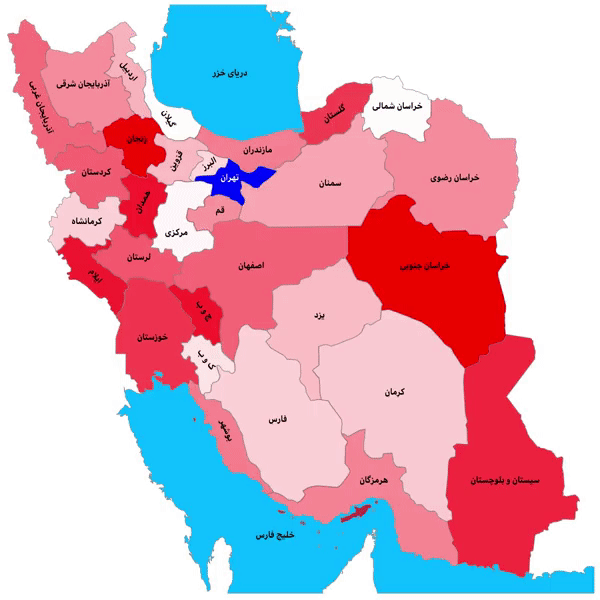 دریای خزر
اردبیل
آذربایجان شرقی
آذربایجان غربی
گیلان
گلستان
خراسان شمالی
زنجان
مازندران
قزوین
البرز
تهران
سمنان
خراسان رضوی
کردستان
همدان
قم
کرمانشاه
مرکزی
لرستان
اصفهان
خراسان جنوبی
ایلام
چ و ب
یزد
خوزستان
ک و ب
کرمان
فارس
بوشهر
هرمزگان
سیستان و بلوچستان
خلیج فارس